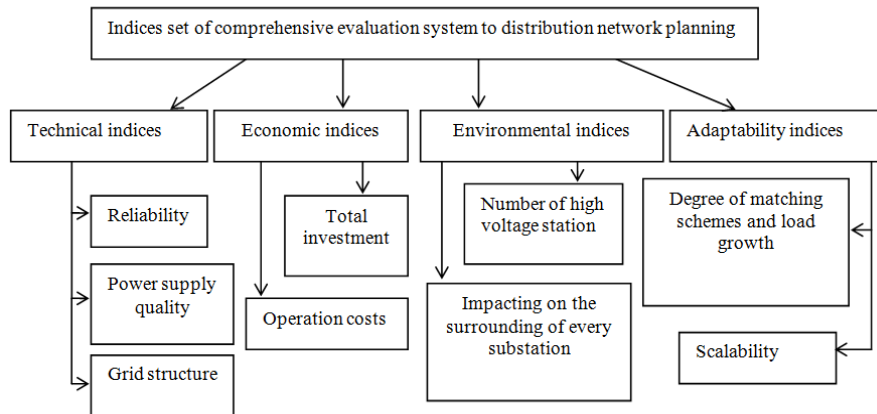 Indices set of comprehensive evaluation system to distribution network planning
Technical indices
Economic indices
Environmental indices
Adaptability indices
Reliability
Power supply
quality
Grid structure
Total
investment
Operation costs
Number of high
voltage station
Impacting on the
surrounding of every
substation
Degree of matching
schemes and load
growth
Scalability